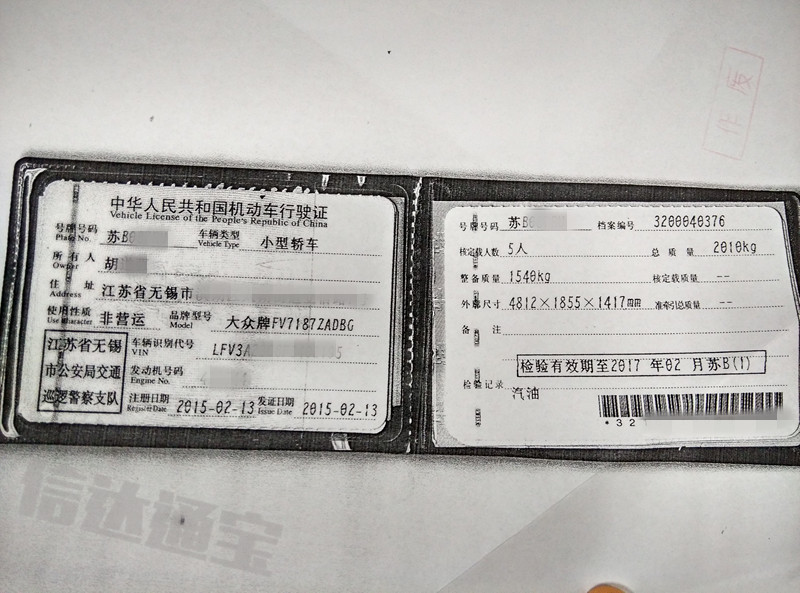 中华人民共和国机动车行驶证
Vehicle License of the People's Republic of China
号牌号码 苏B 车辆类型 小型轿车
Plate No. Vehicle Type
所有人 胡
Owner
住址 江苏省无锡市
Address
使用性质 非营运 品牌型号 大众牌FV7187ZADBG
Use Character Model
江苏省无锡
市公安局交通
巡逻警察支队
车辆识别代号 LFV3A 5
VIN
发动机号码
Engine No.
注册日期 2015-02-13 发证日期 2015-02-13
Register Date Issue Date
号牌号码 苏B 档案编号 3200040376
核定载人数 5人 总质量 2010kg
整备质量 1540kg 核定载质量 --
外廓尺寸 4812×1855×1417mm 准牵引总质量 --
备注
检验有效期至2017 年02 月苏B(1)
检验记录
汽油
*32
作废
信达通宝